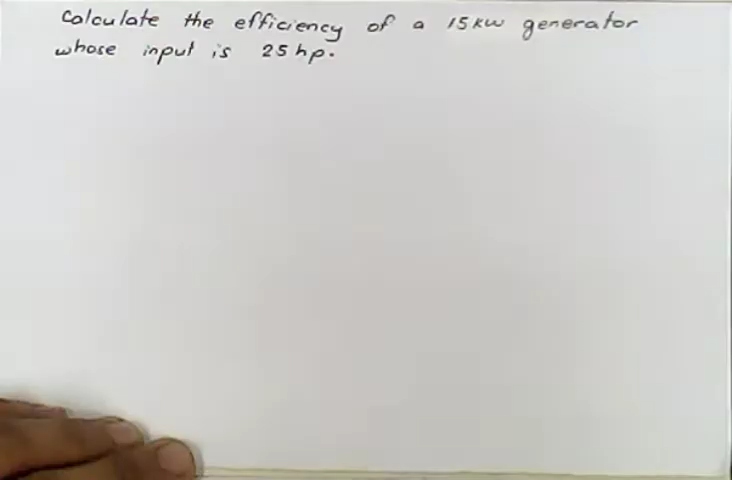 Calculate the efficiency of a 15 kW generator
whose input is 25 hp.